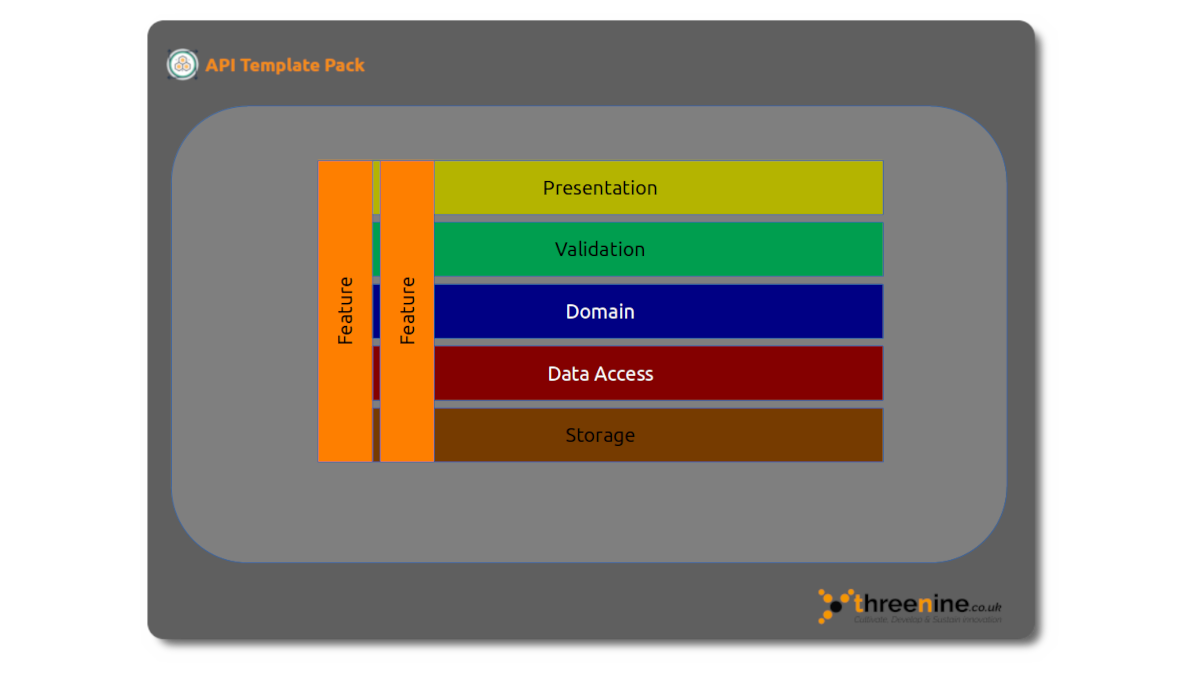 API Template Pack
Presentation
Validation
Domain
Data Access
Storage
Feature
Feature
threenine.co.uk
Cultivate, Develop & Sustain Innovation